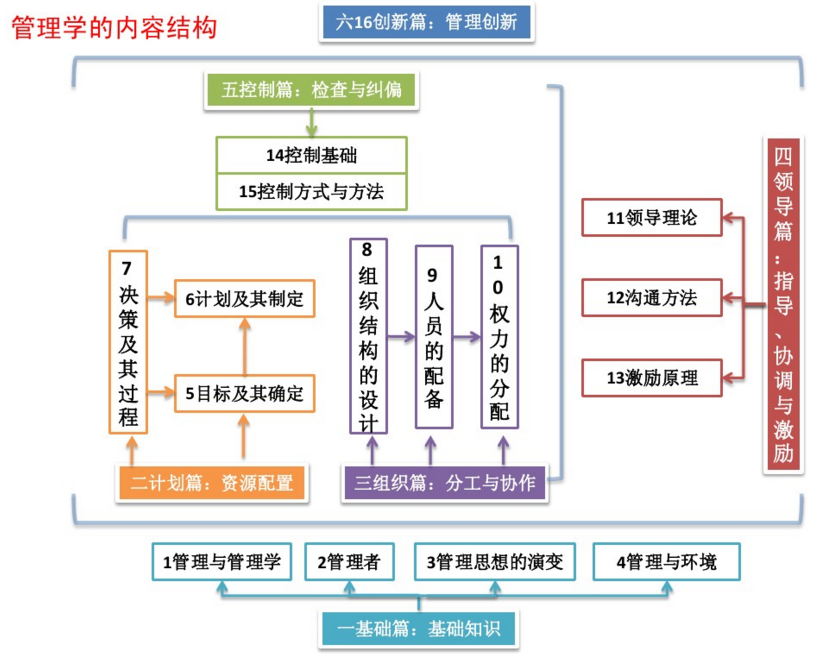 管理学的内容结构
六16创新篇：管理创新
五控制篇：检查与纠偏
14控制基础
15控制方式与方法
四领导篇：指导、协调与激励
11领导理论
12沟通方法
13激励原理
7决策及其过程
6计划及其制定
5目标及其确定
8组织结构的设计
9人员的配备
10权力的分配
二计划篇：资源配置
三组织篇：分工与协作
1管理与管理学
2管理者
3管理思想的演变
4管理与环境
一基础篇：基础知识